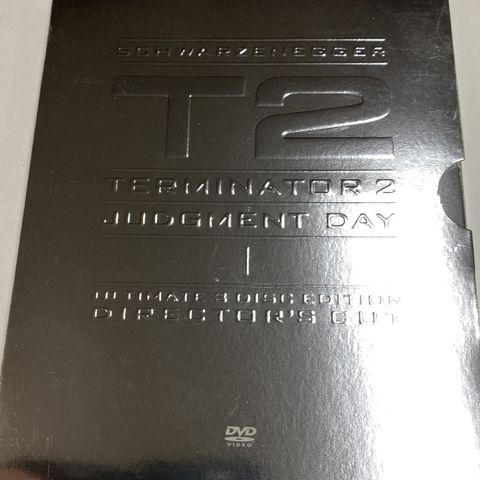 SCHWARZENEGGER
T2
TERMINATOR 2
JUDGMENT DAY
ULTIMATE 3 DISC EDITION
DIRECTOR'S CUT
DVD
VIDEO